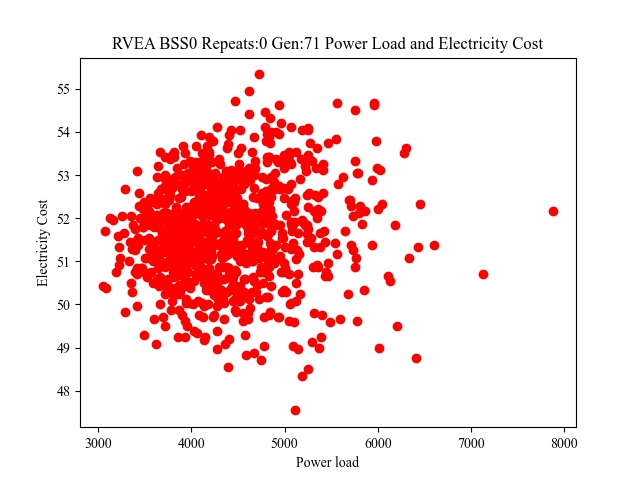 RVEA BSS0 Repeats:0 Gen:71 Power Load and Electricity Cost
55
54
53
52
51
50
49
48
Electricity Cost
3000 4000 5000 6000 7000 8000
Power load